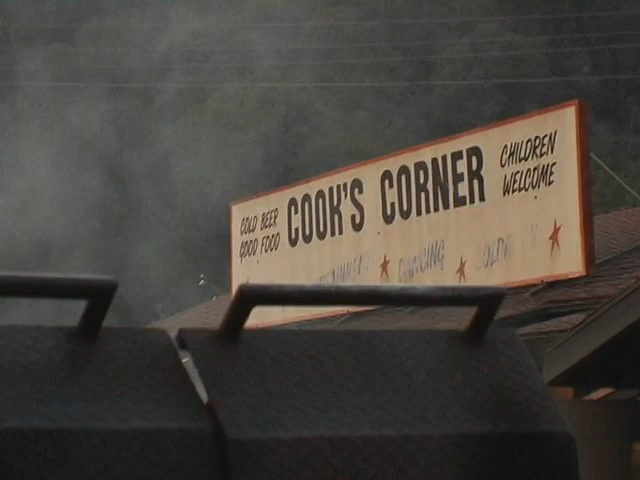 COLD BEER
GOOD FOOD
COOK'S CORNER
CHILDREN
WELCOME
DANCING